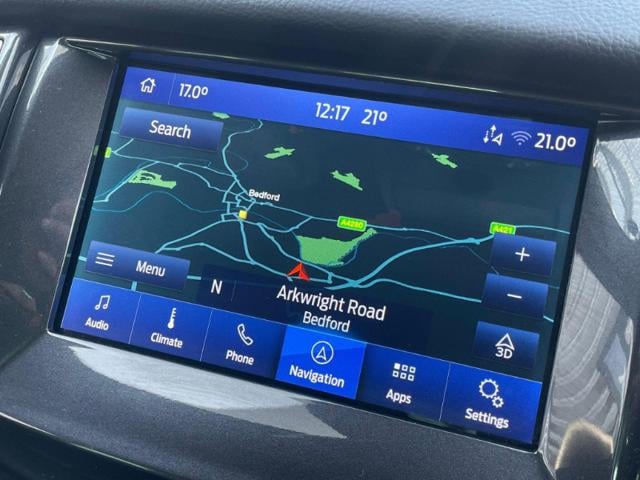 17.0°
12:17 21°
21.0°
Search
Bedford
A4280
A421
+
Menu
−
N
Arkwright Road
Bedford
3D
Audio
Climate
Phone
Navigation
Apps
Settings